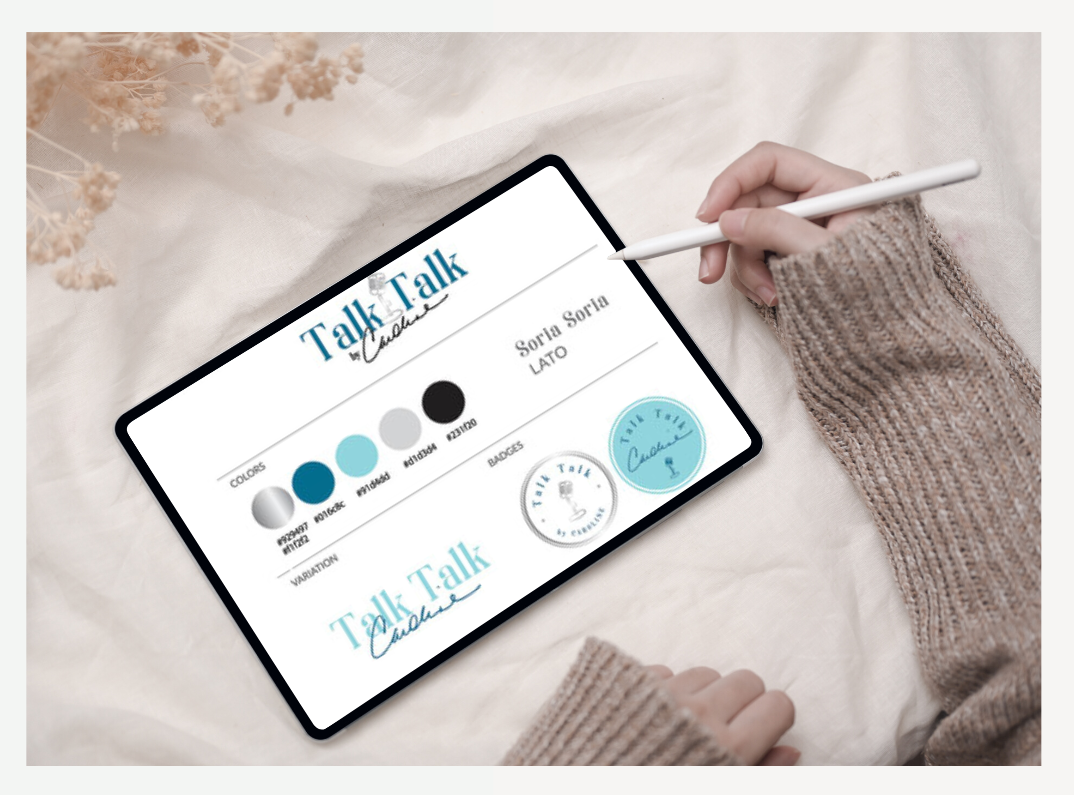 Talk Talk
by Caroline
Soria Soria
LATO
COLORS
#929497
#f1f2f2
#016c8c
#d1d3d4
#231f20
BADGES
Talk Talk
by CAROLINE
Talk Talk
Caroline
VARIATION
Talk Talk
Caroline